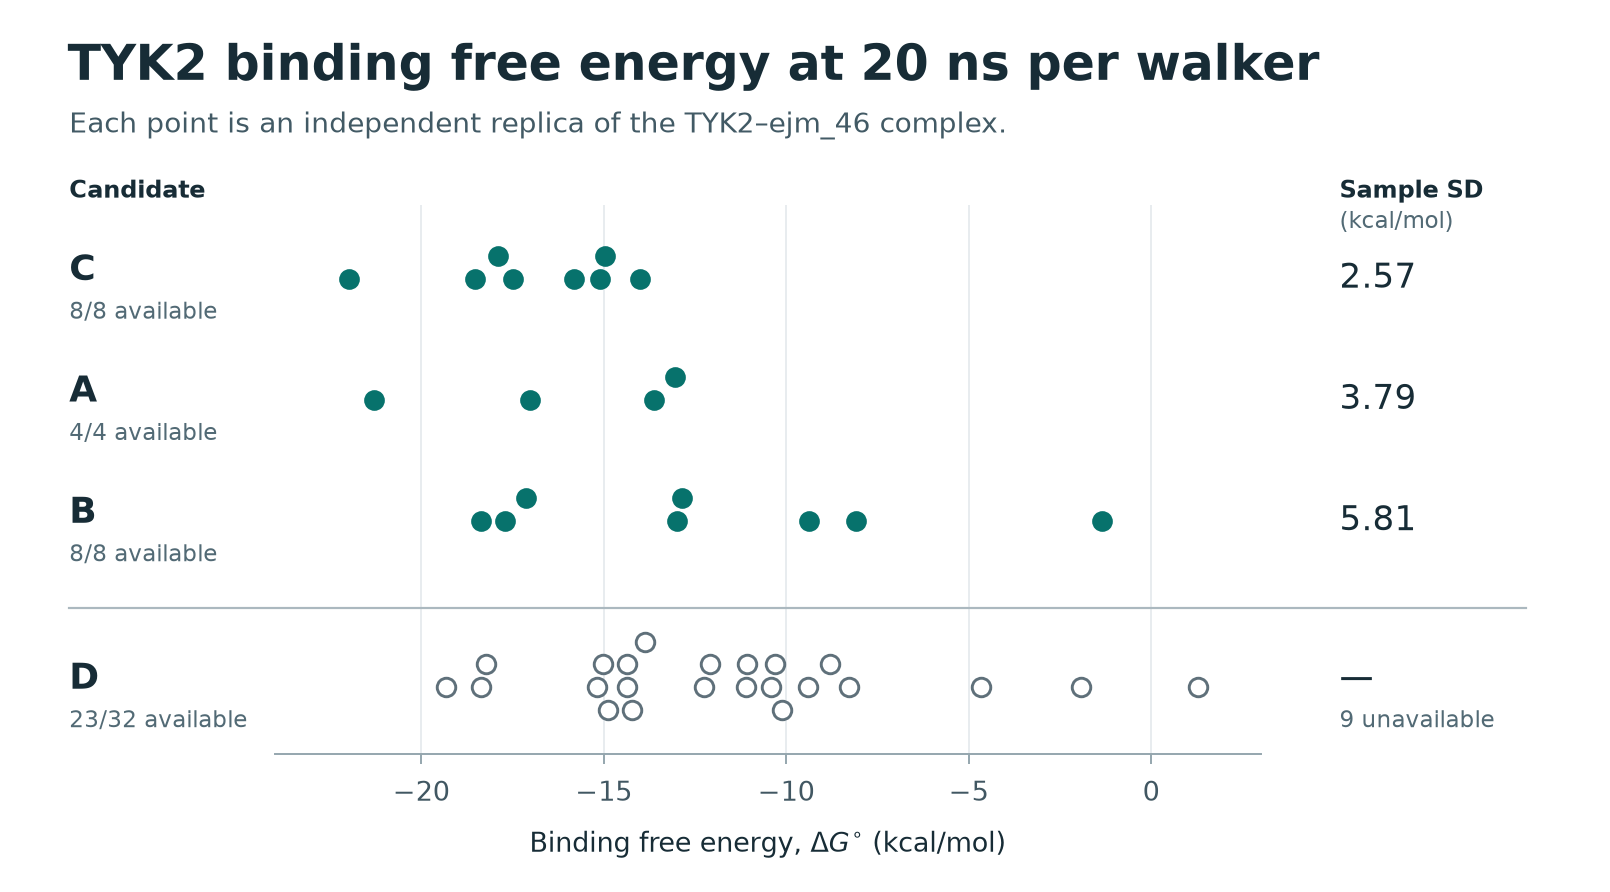 TYK2 binding free energy at 20 ns per walker
Each point is an independent replica of the TYK2–ejm_46 complex.
Candidate
Sample SD
(kcal/mol)
C
8/8 available
2.57
A
4/4 available
3.79
B
8/8 available
5.81
D
23/32 available
—
9 unavailable
−20 −15 −10 −5 0
Binding free energy, ΔG° (kcal/mol)